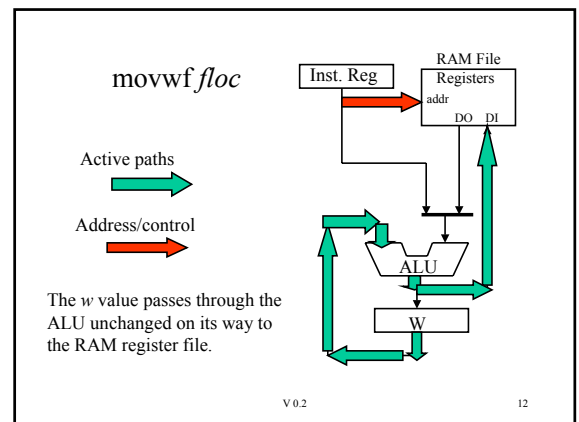 movwf floc
Inst. Reg
RAM File
Registers
addr
DO DI
Active paths
Address/control
ALU
W
The w value passes through the
ALU unchanged on its way to
the RAM register file.
V 0.2
12